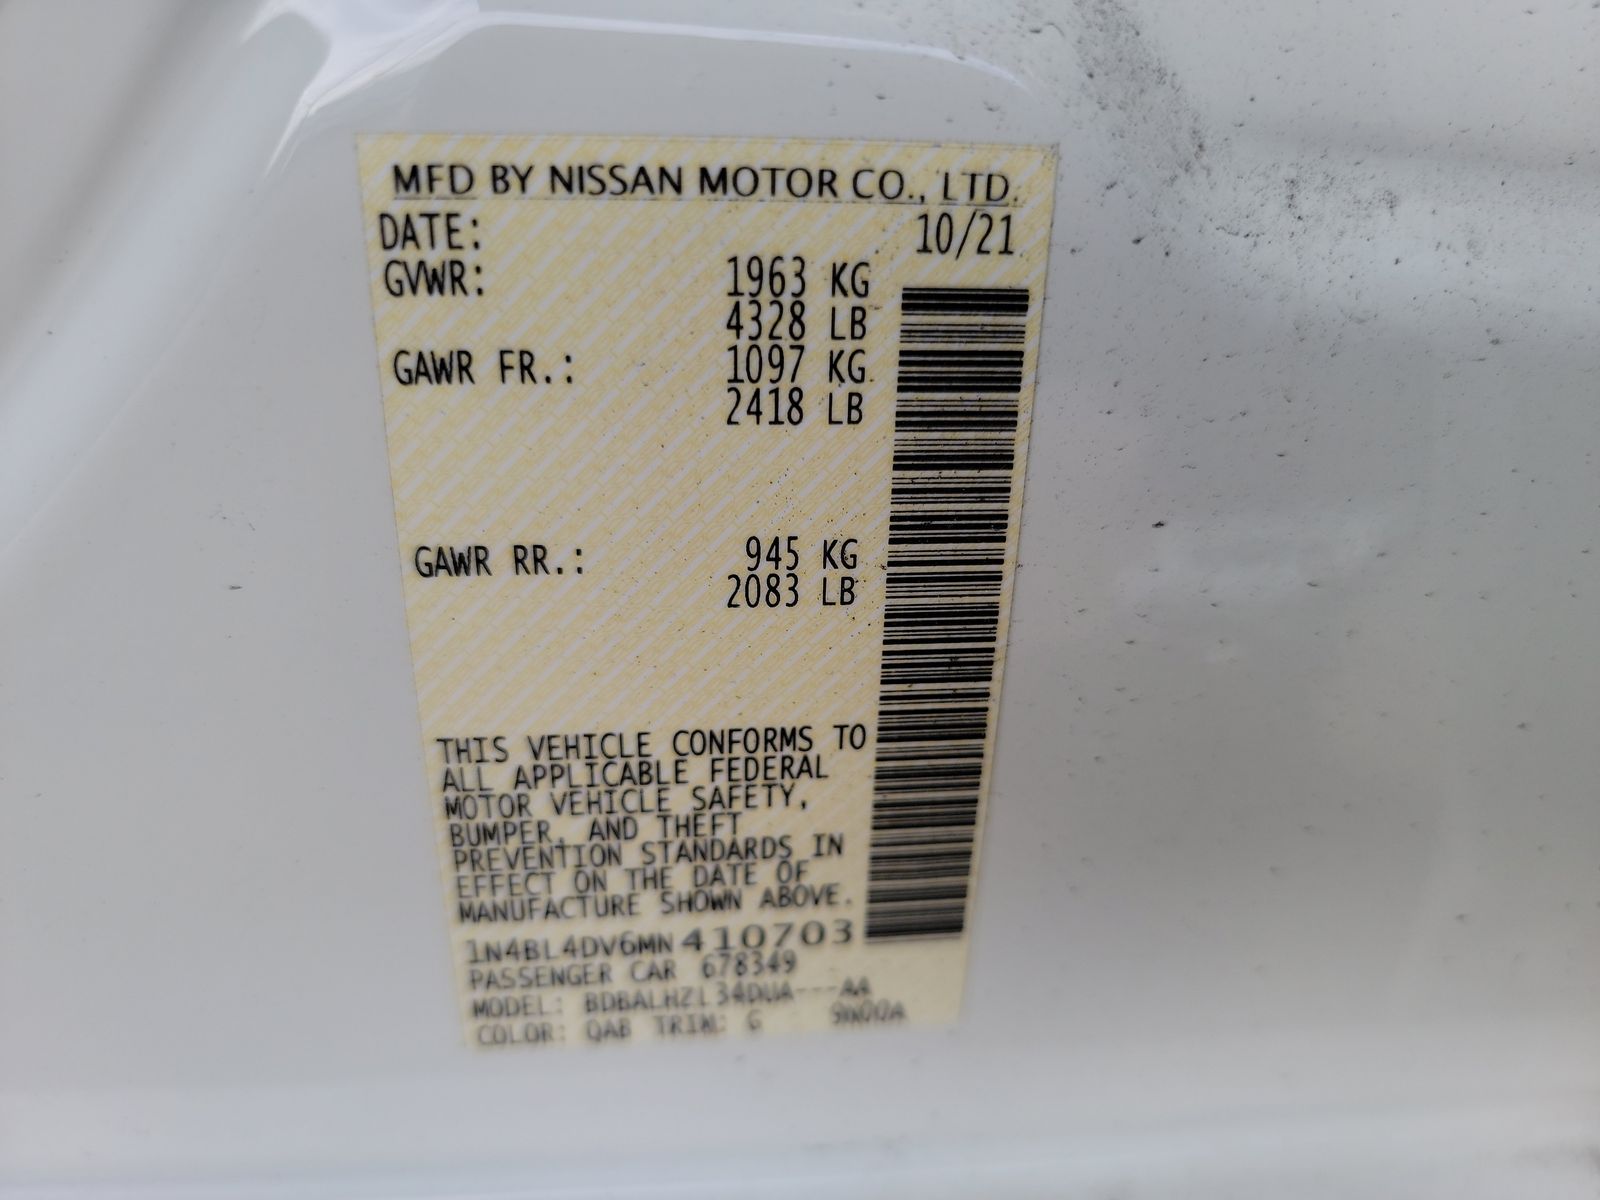 MFD BY NISSAN MOTOR CO., LTD.
DATE: 10/21
GVWR: 1963 KG
4328 LB
GAWR FR.: 1097 KG
2418 LB
GAWR RR.: 945 KG
2083 LB
THIS VEHICLE CONFORMS TO
ALL APPLICABLE FEDERAL
MOTOR VEHICLE SAFETY,
BUMPER, AND THEFT
PREVENTION STANDARDS IN
EFFECT ON THE DATE OF
MANUFACTURE SHOWN ABOVE.
1N4BL4DV6MN410703
PASSENGER CAR 678349
MODEL: AA
COLOR: QAB TRIM: G